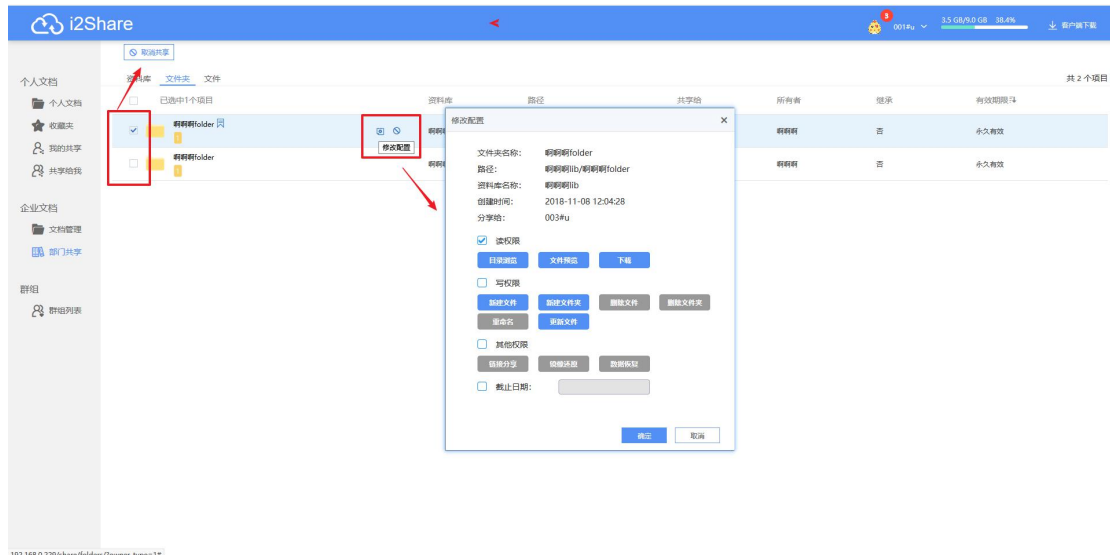 i2Share
3
001#u
3.5 GB/9.0 GB 38.4%
客户端下载
取消共享
个人文档
资料库 文件夹 文件
共 2 个项目
个人文档
已选中1个项目 资料库 路径 共享给 所有者 继承 有效期限
收藏夹
啊啊啊folder
修改配置
啊啊啊 否 永久有效
我的共享
共享给我
啊啊啊folder
啊啊啊 否 永久有效
企业文档
文档管理
部门共享
群组
群组列表
修改配置
文件夹名称: 啊啊啊folder
路径: 啊啊啊lib/啊啊啊folder
资料库名称: 啊啊啊lib
创建时间: 2018-11-08 12:04:28
分享给: 003#u
读权限
目录浏览 文件预览 下载
写权限
新建文件 新建文件夹 删除文件 删除文件夹
重命名 更新文件
其他权限
链接分享 镜像还原 数据恢复
截止日期:
确定 取消